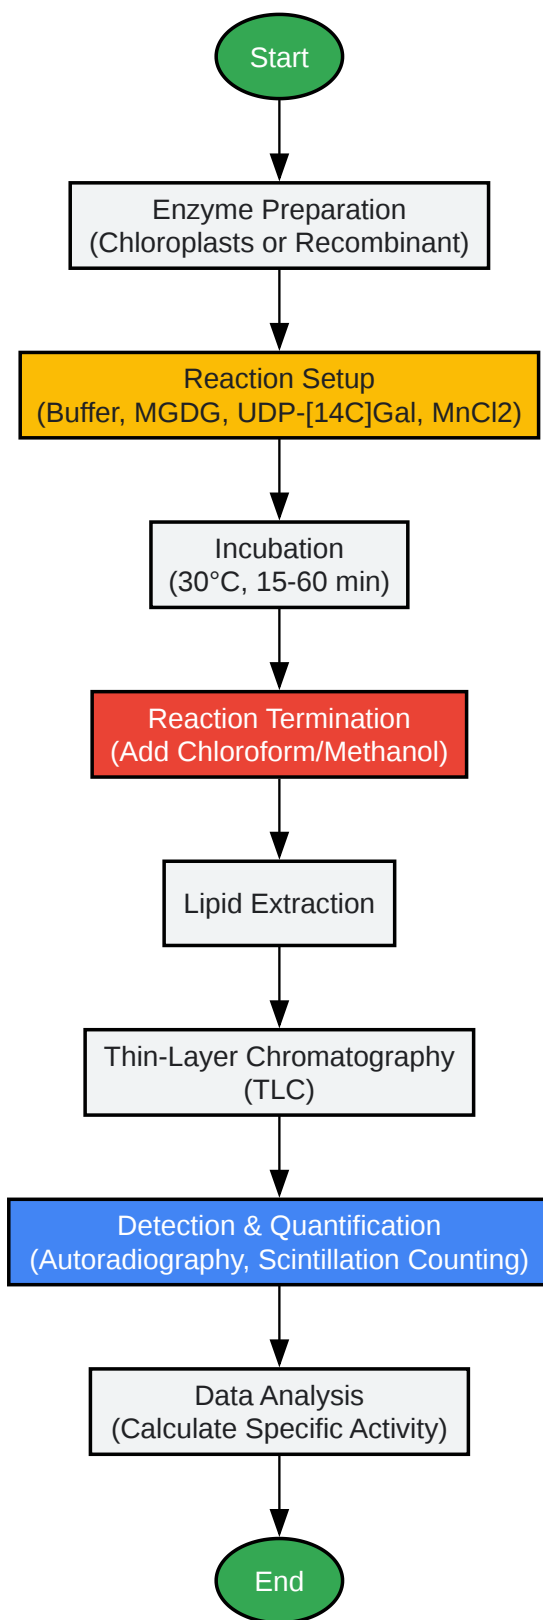 Start
Enzyme Preparation
(Chloroplasts or Recombinant)
Reaction Setup
(Buffer, MGDG, UDP-[14C]Gal, MnCl2)
Incubation
(30°C, 15-60 min)
Reaction Termination
(Add Chloroform/Methanol)
Lipid Extraction
Thin-Layer Chromatography
(TLC)
Detection & Quantification
(Autoradiography, Scintillation Counting)
Data Analysis
(Calculate Specific Activity)
End